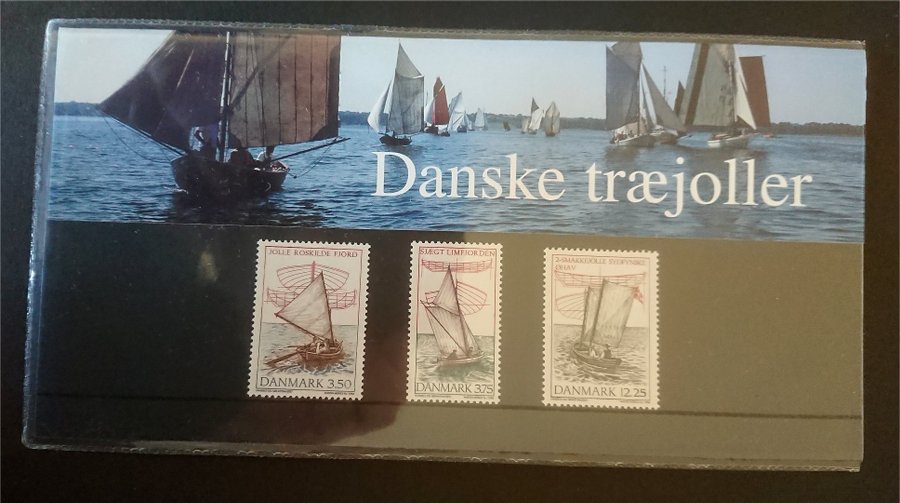 Danske træjoller
JOLLE ROSKILDE FJORD
DANMARK 3.50
SJÆGT LIMFJORDEN
DANMARK 3.75
2-SMAKKEJOLLE SYDFYNSKE
ØHAV
DANMARK 12.25